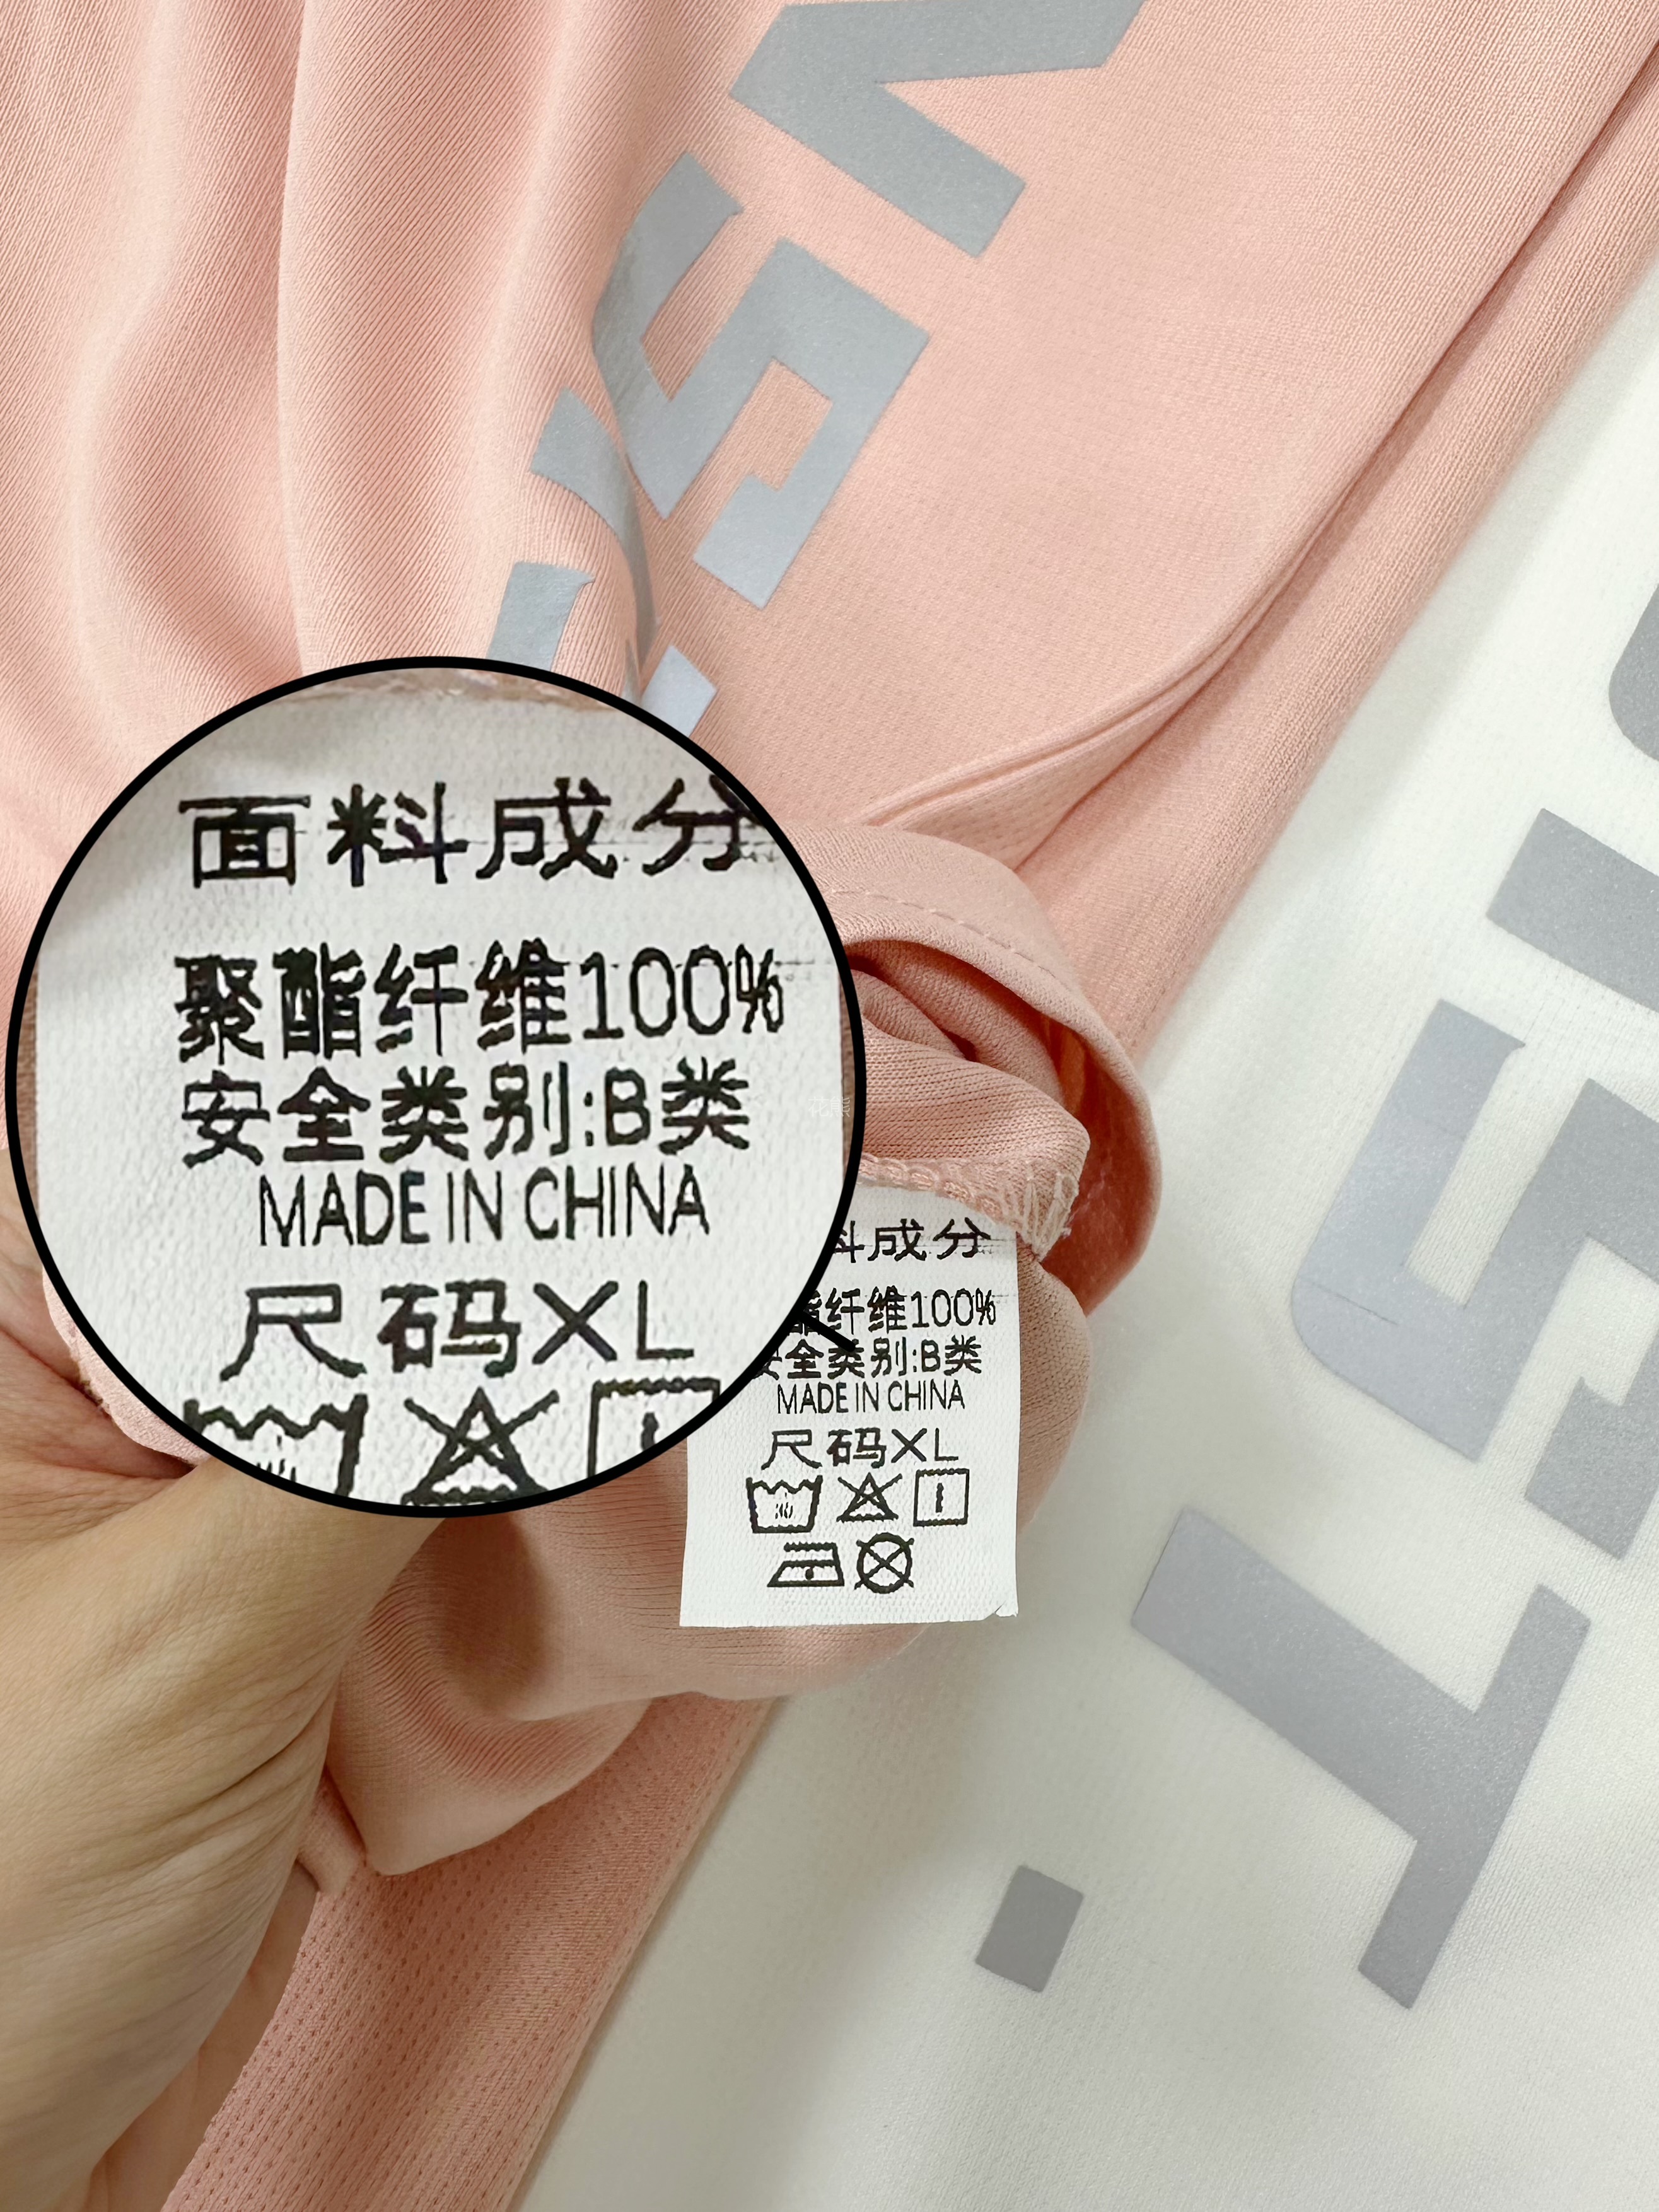 面料成分
聚酯纤维100%
安全类别:B类
MADE IN CHINA
尺码XL
料成分
酯纤维100%
安全类别:B类
MADE IN CHINA
尺码XL
30